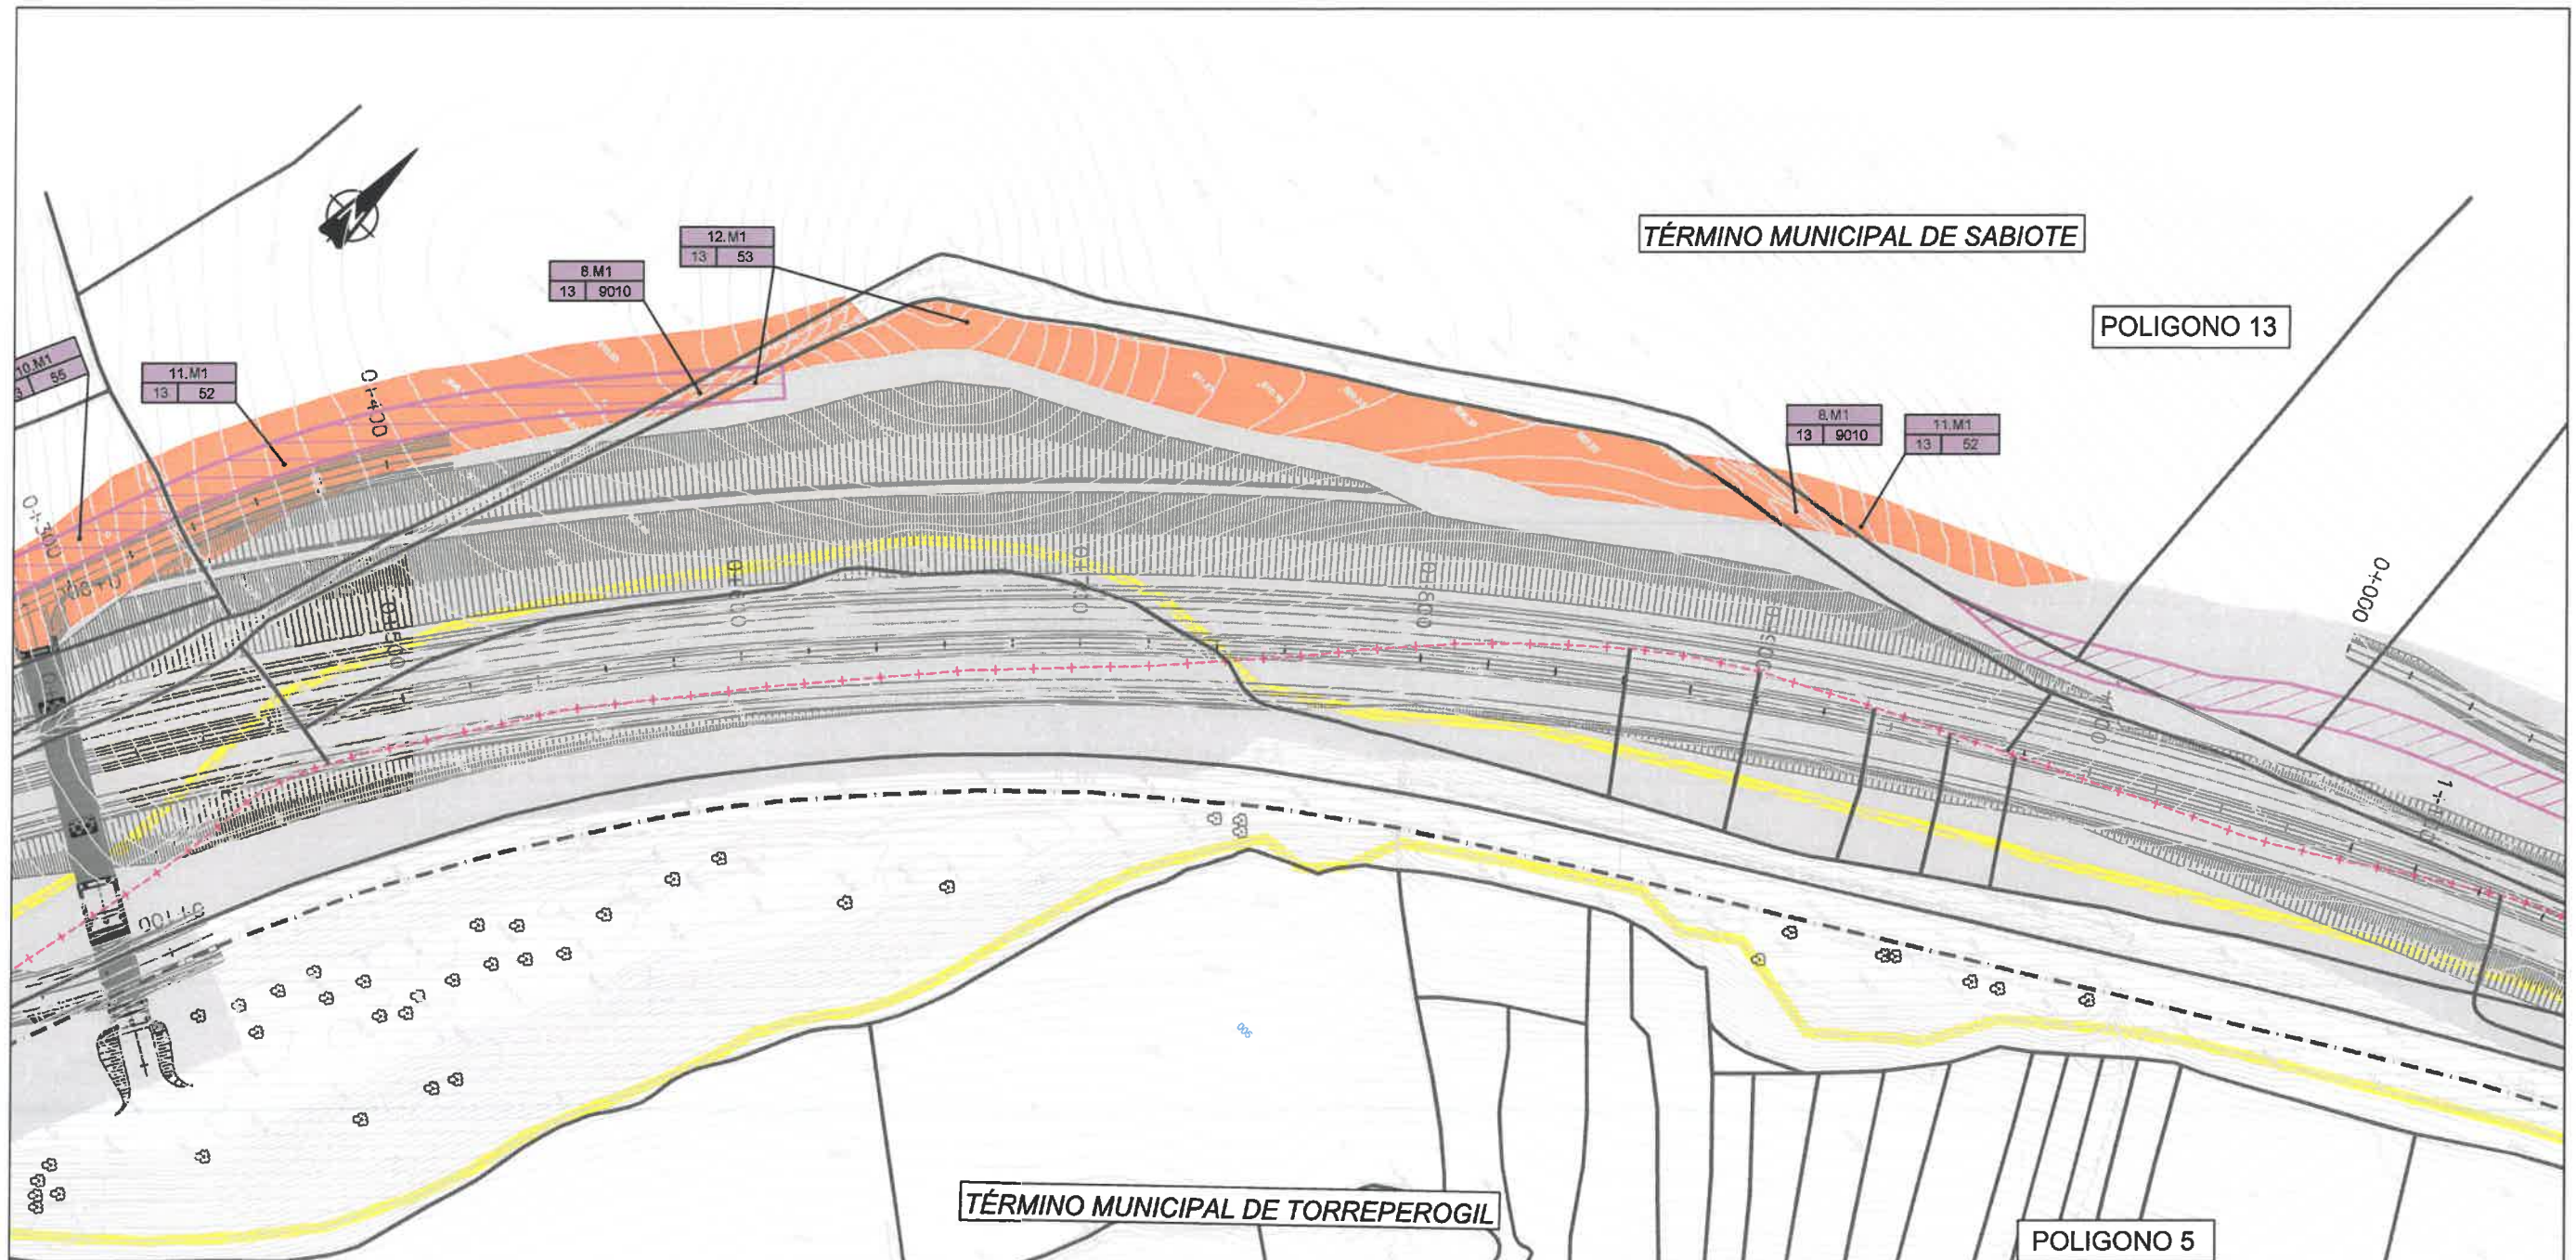 TÉRMINO MUNICIPAL DE SABIOTE
POLIGONO 13
12.M1
13 53
8.M1
13 9010
10.M1
55
11.M1
13 52
8.M1
13 9010
11.M1
13 52
0+400
0+300
0+500
0+600
0+700
0+800
0+900
0+000
0+100
N
005
TÉRMINO MUNICIPAL DE TORREPEROGIL
POLIGONO 5